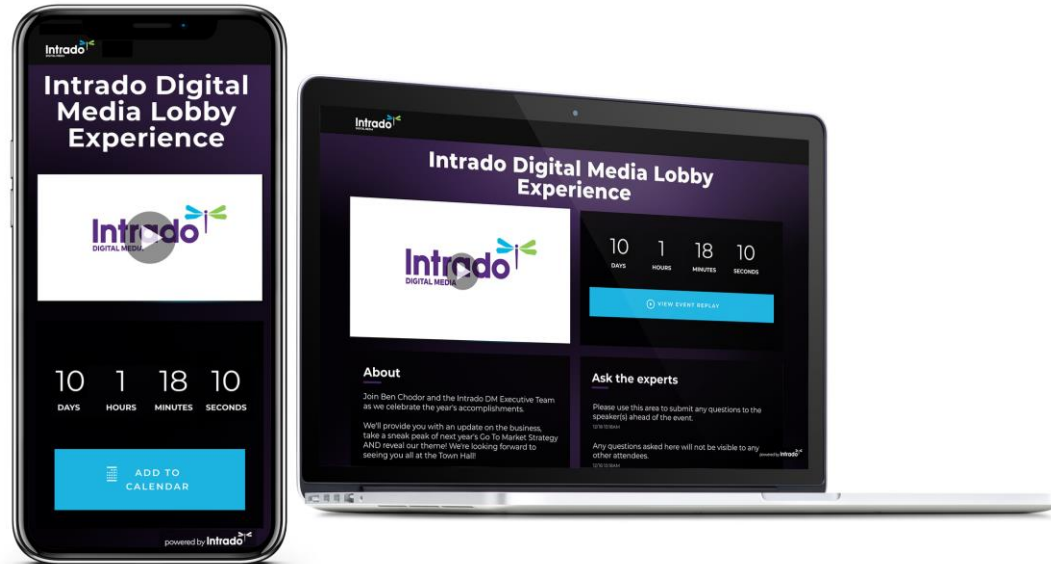 Intrado
Intrado Digital
Media Lobby
Experience
Intrado
DIGITAL MEDIA
10 1 18 10
DAYS HOURS MINUTES SECONDS
ADD TO
CALENDAR
powered by Intrado
Intrado
DIGITAL MEDIA
Intrado Digital Media Lobby
Experience
Intrado
DIGITAL MEDIA
10 1 18 10
DAYS HOURS MINUTES SECONDS
VIEW EVENT REPLAY
About
Join Ben Chodor and the Intrado DM Executive Team
as we celebrate the year's accomplishments.
We'll provide you with an update on the business,
take a sneak peak of next year's Go To Market Strategy
AND reveal our theme! We're looking forward to
seeing you all at the Town Hall!
Ask the experts
Please use this area to submit any questions to the
speaker(s) ahead of the event.
Any questions asked here will not be visible to any
other attendees.
powered by Intrado